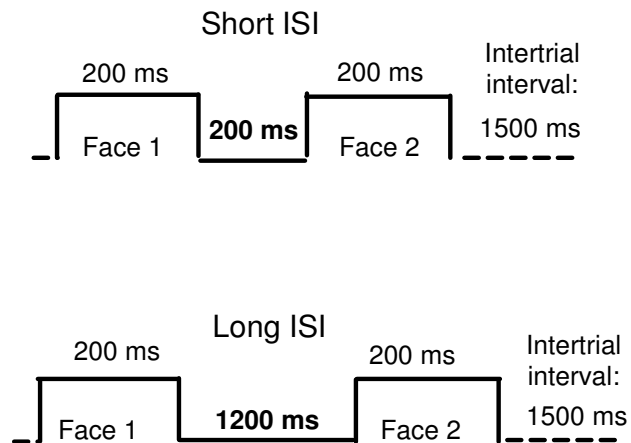 Short ISI
200 ms
200 ms
Intertrial
interval:
1500 ms
200 ms
Face 1
Face 2
Long ISI
200 ms
200 ms
Intertrial
interval:
1500 ms
1200 ms
Face 1
Face 2